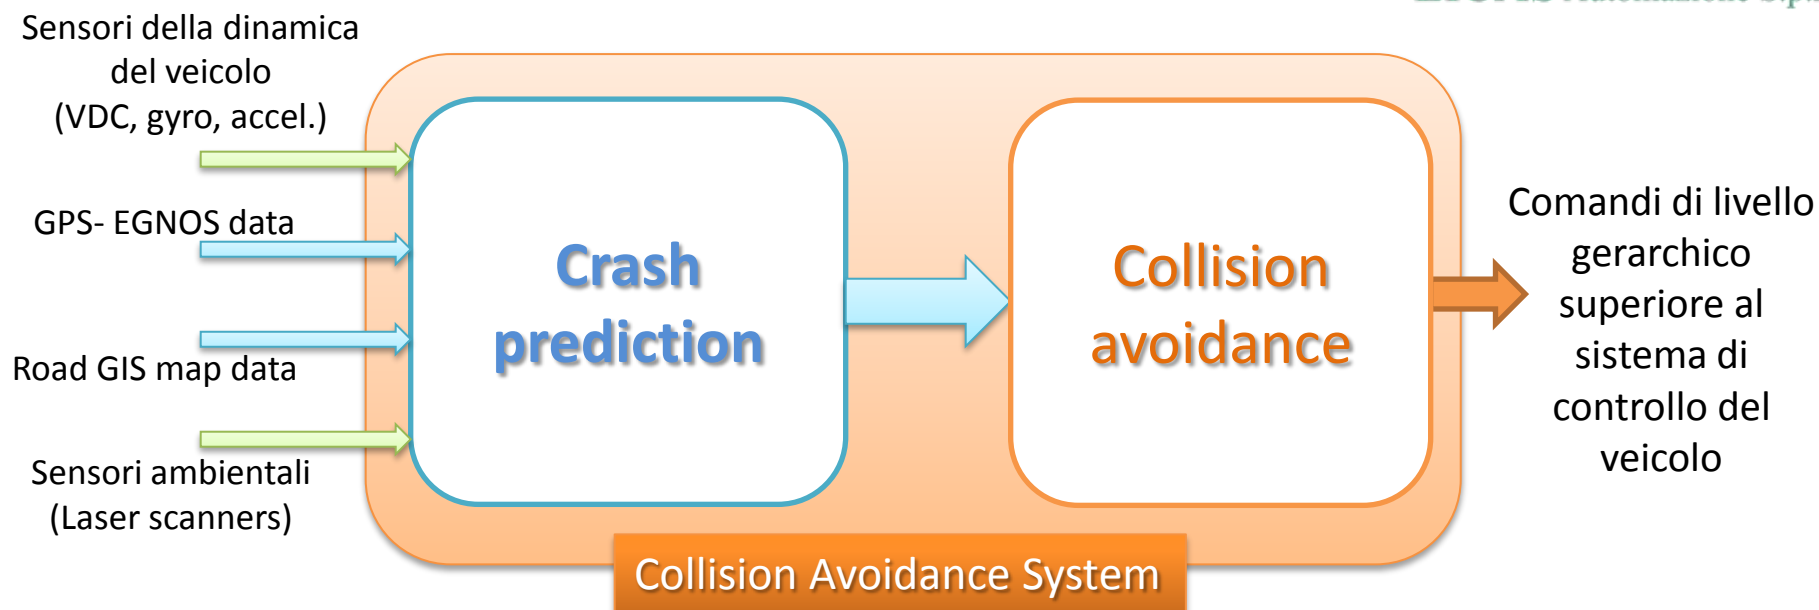 Automazione S.p.A
Sensori della dinamica
del veicolo
(VDC, gyro, accel.)
GPS- EGNOS data
Road GIS map data
Sensori ambientali
(Laser scanners)
Crash
prediction
Collision
avoidance
Comandi di livello
gerarchico
superiore al
sistema di
controllo del
veicolo
Collision Avoidance System